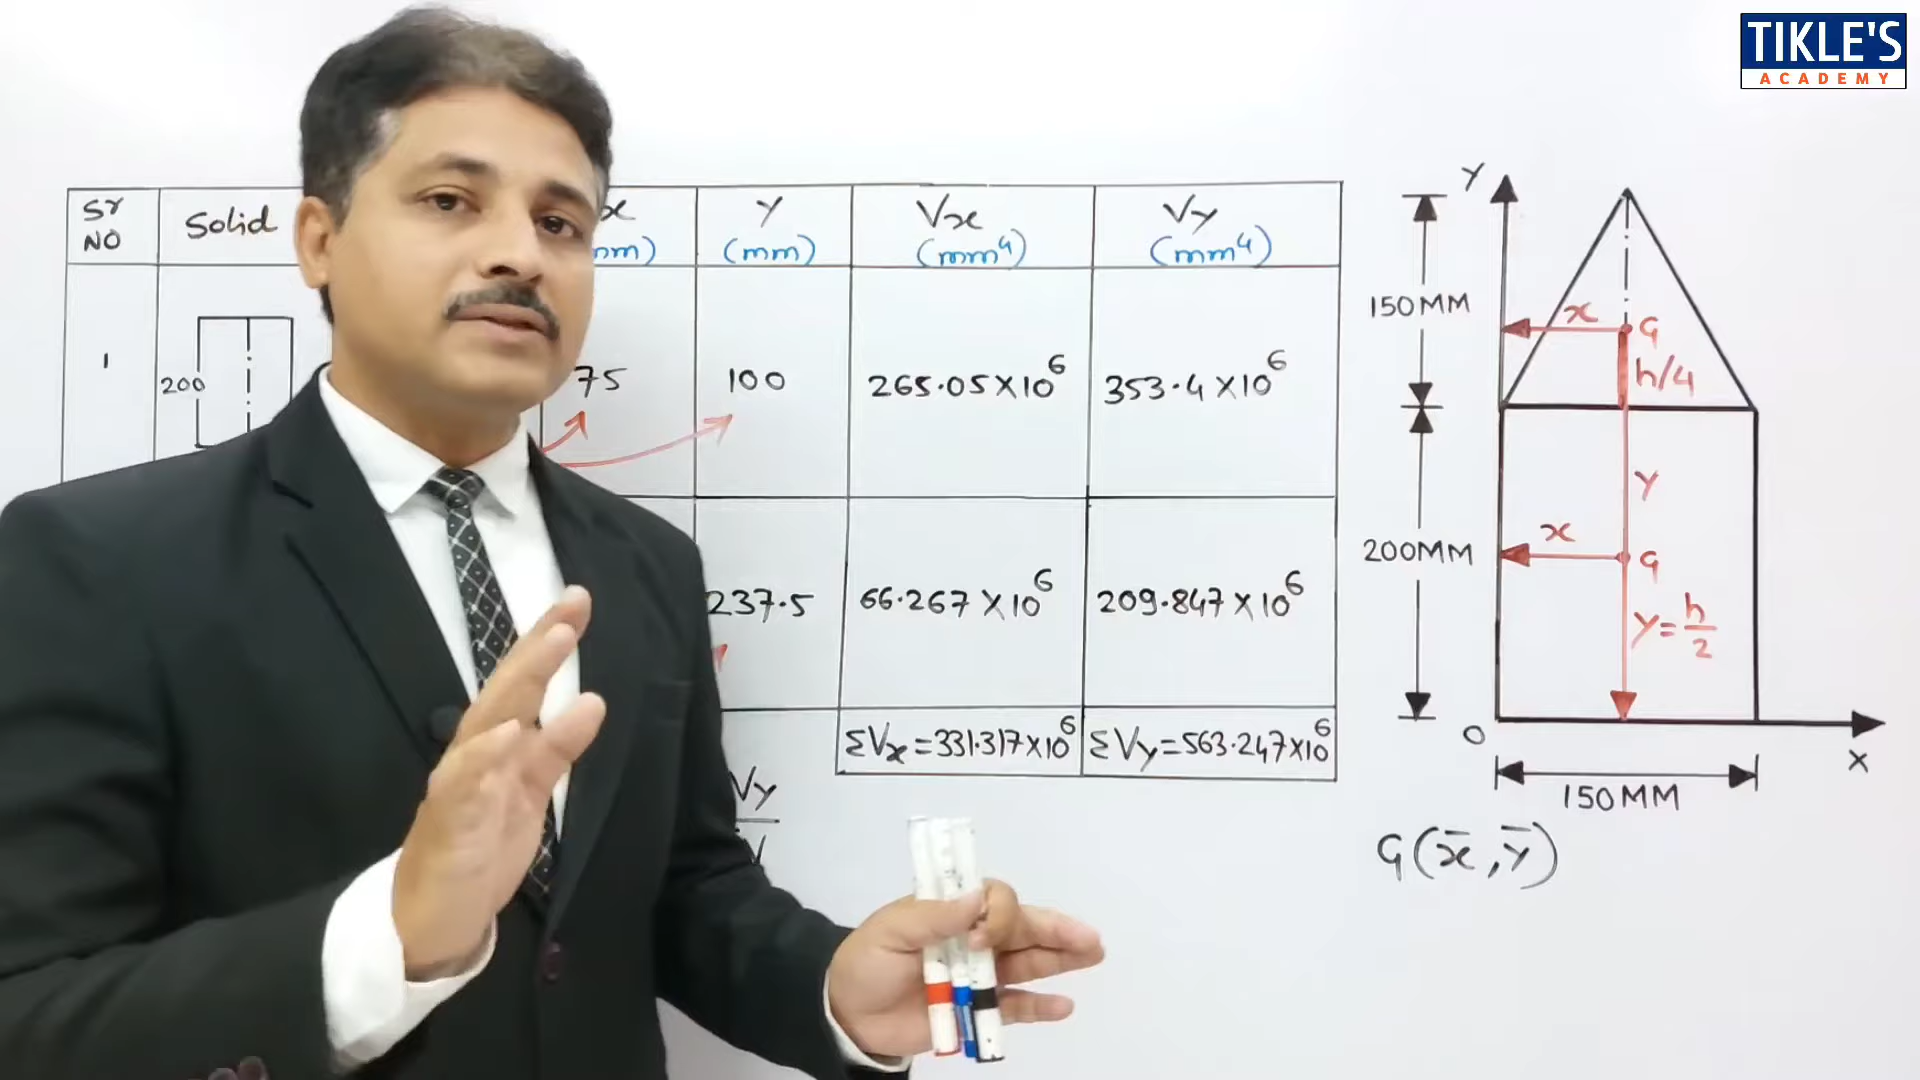 TIKLE'S
ACADEMY
Sr
NO
Solid
x
mm)
Y
(mm)
Vx
(mm⁴)
Vy
(mm⁴)
1
200
75
100
265.05×10⁶
353.4×10⁶
237.5
66.267×10⁶
209.847×10⁶
ΣVx=331.317×10⁶
ΣVy=563.247×10⁶
Vy
Y
150MM
x
G
h/4
Y
200MM
x
G
Y=h/2
O
X
150MM
G(x̄,ȳ)